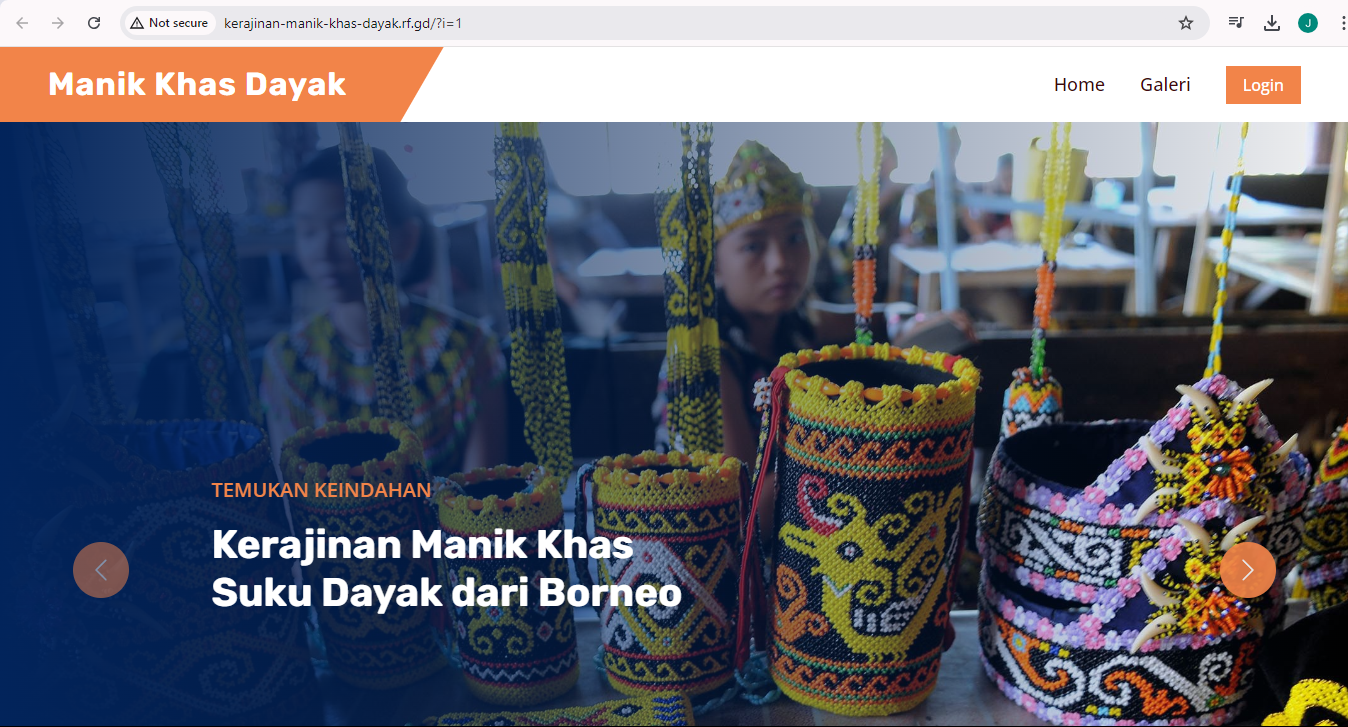 Not secure
kerajinan-manik-khas-dayak.rf.gd/?i=1
J
Manik Khas Dayak
Home
Galeri
Login
TEMUKAN KEINDAHAN
Kerajinan Manik Khas
Suku Dayak dari Borneo